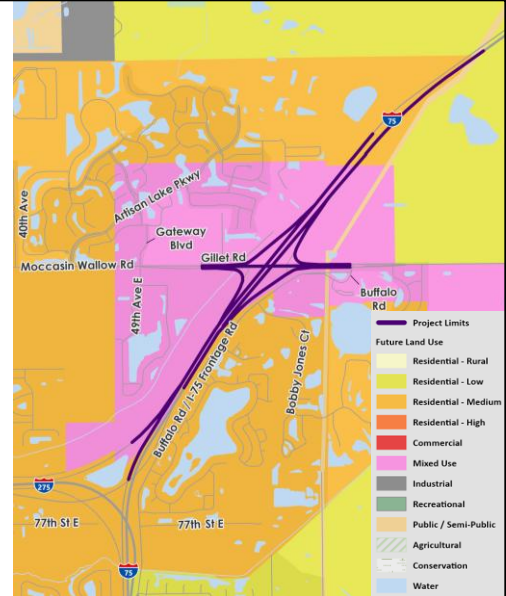 75
Artisan Lake Pkwy
40th Ave
Gateway
Blvd
Gillet Rd
Moccasin Wallow Rd
49th Ave E
Buffalo
Rd
Buffalo Rd / I-75 Frontage Rd
Bobby Jones Ct
275
77th St E
77th St E
75
Project Limits
Future Land Use
Residential - Rural
Residential - Low
Residential - Medium
Residential - High
Commercial
Mixed Use
Industrial
Recreational
Public / Semi-Public
Agricultural
Conservation
Water